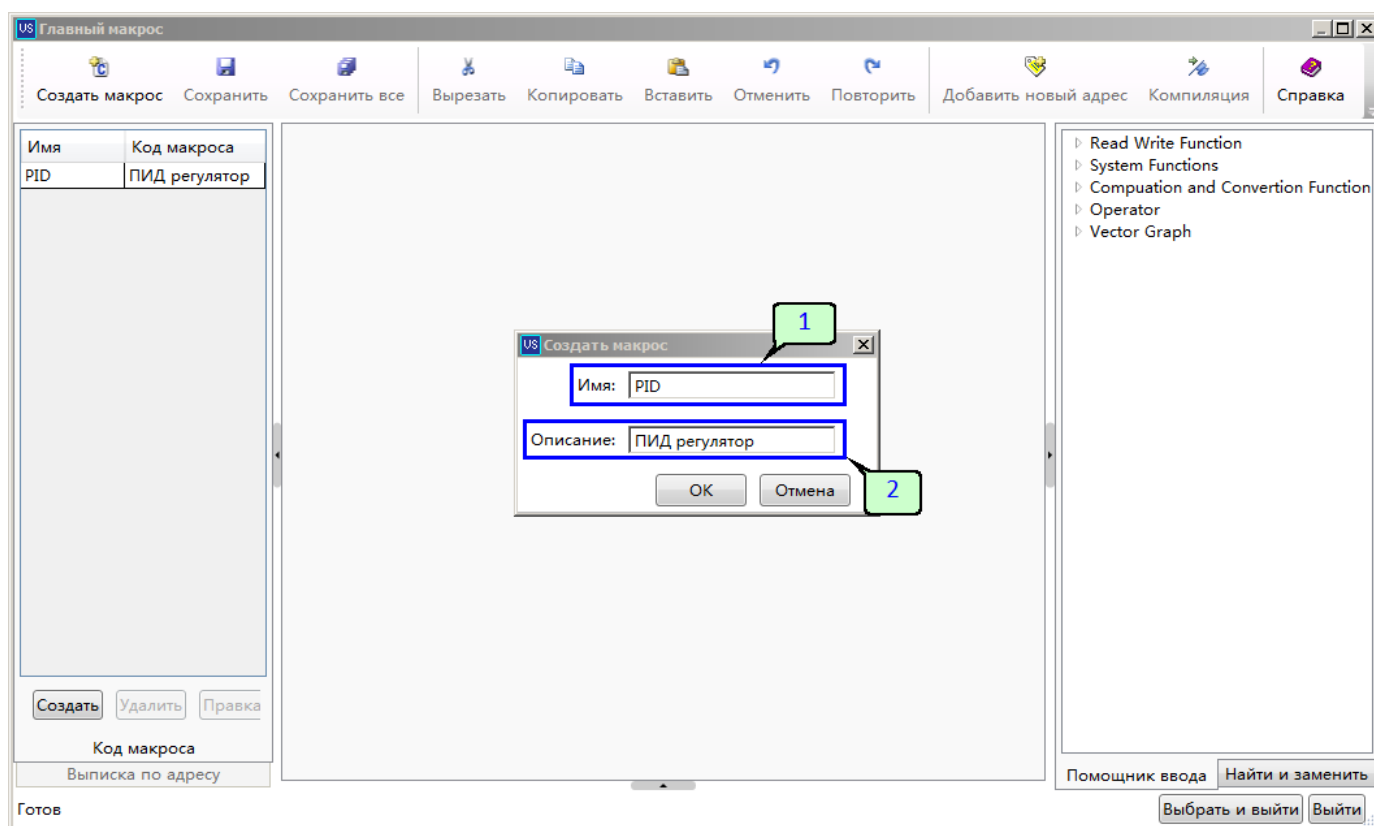 US Главный макрос
Создать макрос Сохранить Сохранить все Вырезать Копировать Вставить Отменить Повторить Добавить новый адрес Компиляция Справка
Имя Код макроса
PID ПИД регулятор
Read Write Function
System Functions
Compuation and Convertion Function
Operator
Vector Graph
1
US Создать макрос
Имя: PID
Описание: ПИД регулятор
OK Отмена
2
Создать Удалить Правка
Код макроса
Выписка по адресу
Помощник ввода Найти и заменить
Готов
Выбрать и выйти Выйти